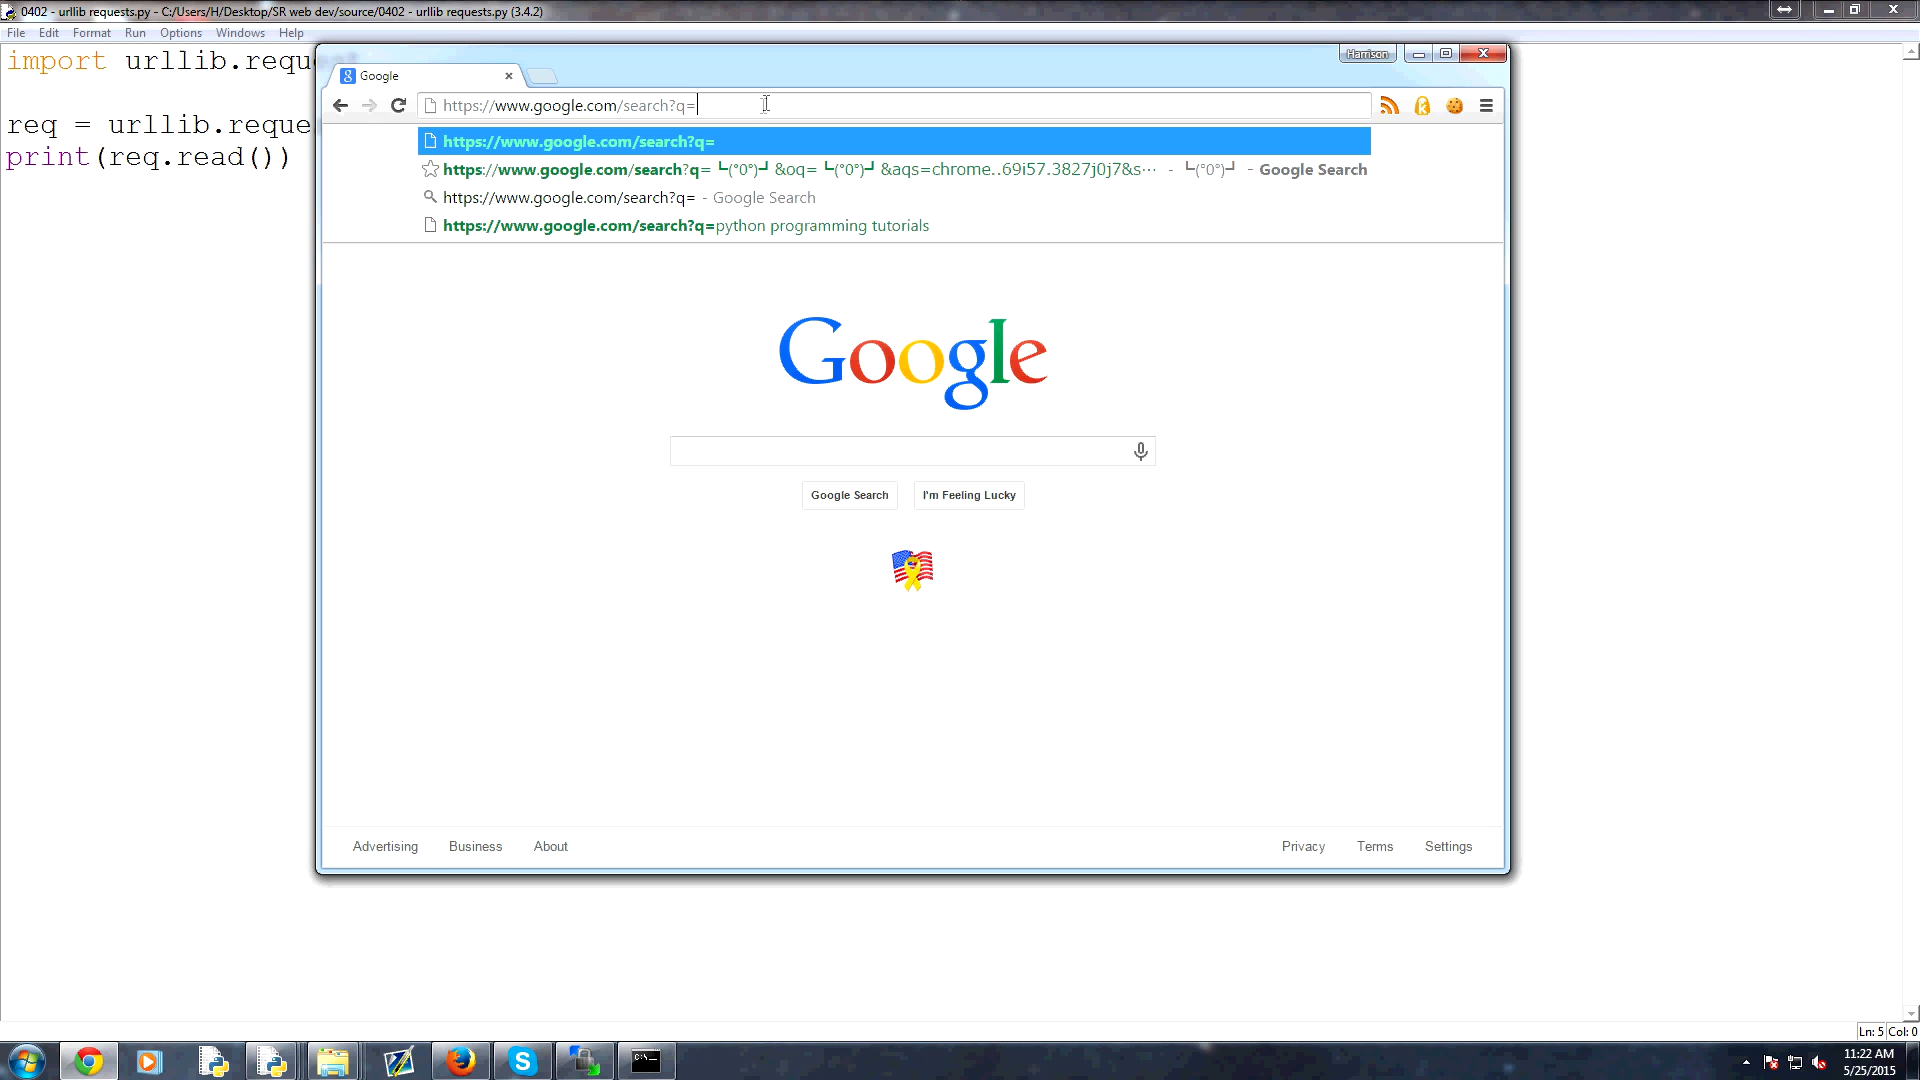 0402 - urllib requests.py - C:/Users/H/Desktop/SR web dev/source/0402 - urllib requests.py (3.4.2)
File Edit Format Run Options Windows Help
import urllib.requ
req = urllib.reque
print(req.read())
Harrison
Google
https://www.google.com/search?q=
https://www.google.com/search?q=
https://www.google.com/search?q= ┗(°0°)┛ &oq= ┗(°0°)┛ &aqs=chrome..69i57.3827j0j7&s··· - ┗(°0°)┛ - Google Search
https://www.google.com/search?q= - Google Search
https://www.google.com/search?q=python programming tutorials
Google
Google Search
I'm Feeling Lucky
Advertising Business About Privacy Terms Settings
Ln: 5 Col: 0
C:\
11:22 AM
5/25/2015